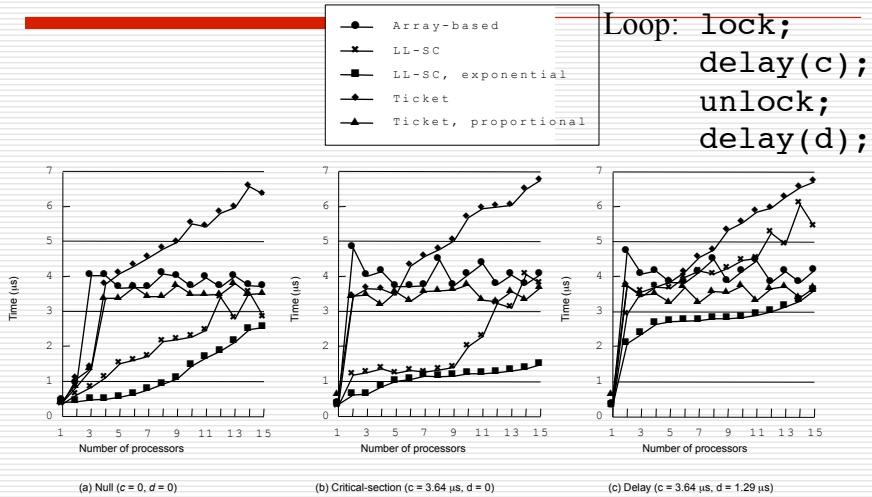 Array-based
LL-SC
LL-SC, exponential
Ticket
Ticket, proportional
Loop: lock;
delay(c);
unlock;
delay(d);
7
6
5
4
3
2
1
0
Time (μs)
1 3 5 7 9 11 13 15
Number of processors
(a) Null (c = 0, d = 0)
7
6
5
4
3
2
1
0
Time (μs)
1 3 5 7 9 11 13 15
Number of processors
(b) Critical-section (c = 3.64 μs, d = 0)
7
6
5
4
3
2
1
0
Time (μs)
1 3 5 7 9 11 13 15
Number of processors
(c) Delay (c = 3.64 μs, d = 1.29 μs)